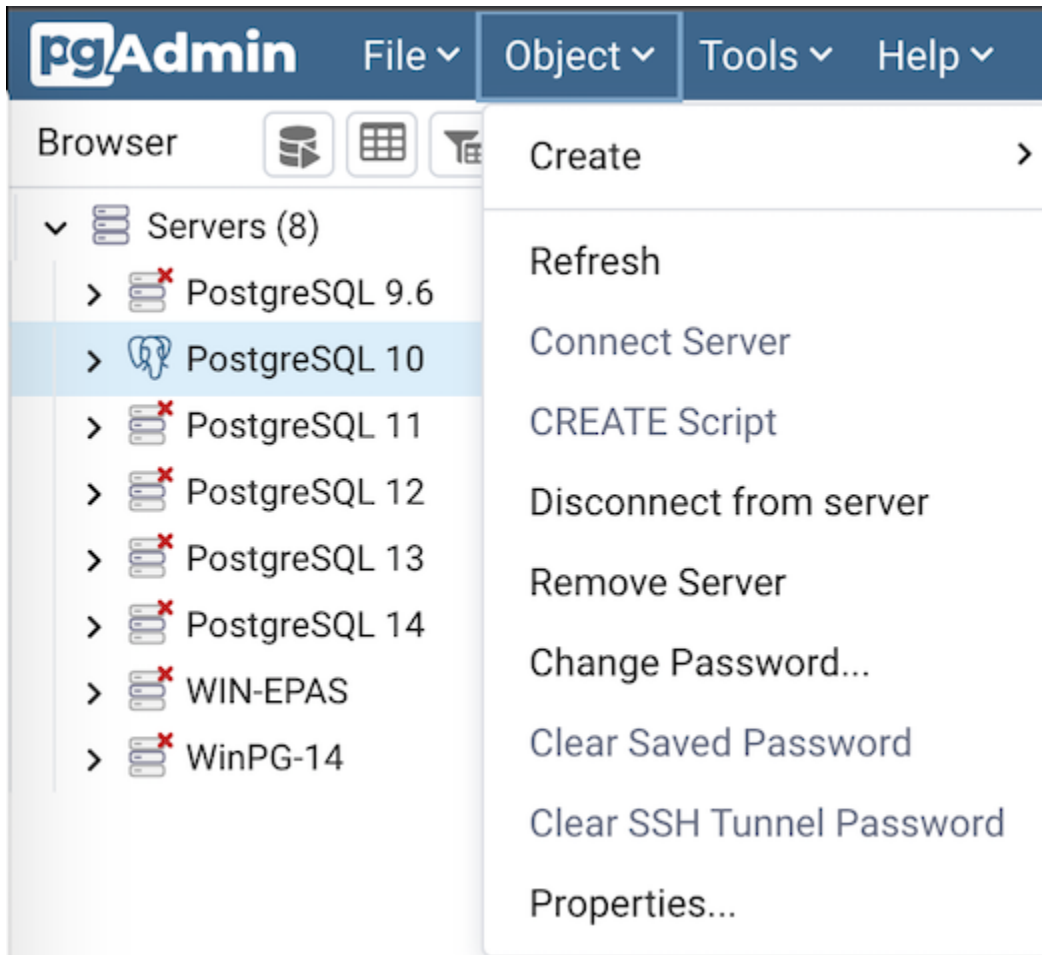 pgAdmin File Object Tools Help
Browser
Servers (8)
PostgreSQL 9.6
PostgreSQL 10
PostgreSQL 11
PostgreSQL 12
PostgreSQL 13
PostgreSQL 14
WIN-EPAS
WinPG-14
Create
Refresh
Connect Server
CREATE Script
Disconnect from server
Remove Server
Change Password...
Clear Saved Password
Clear SSH Tunnel Password
Properties...